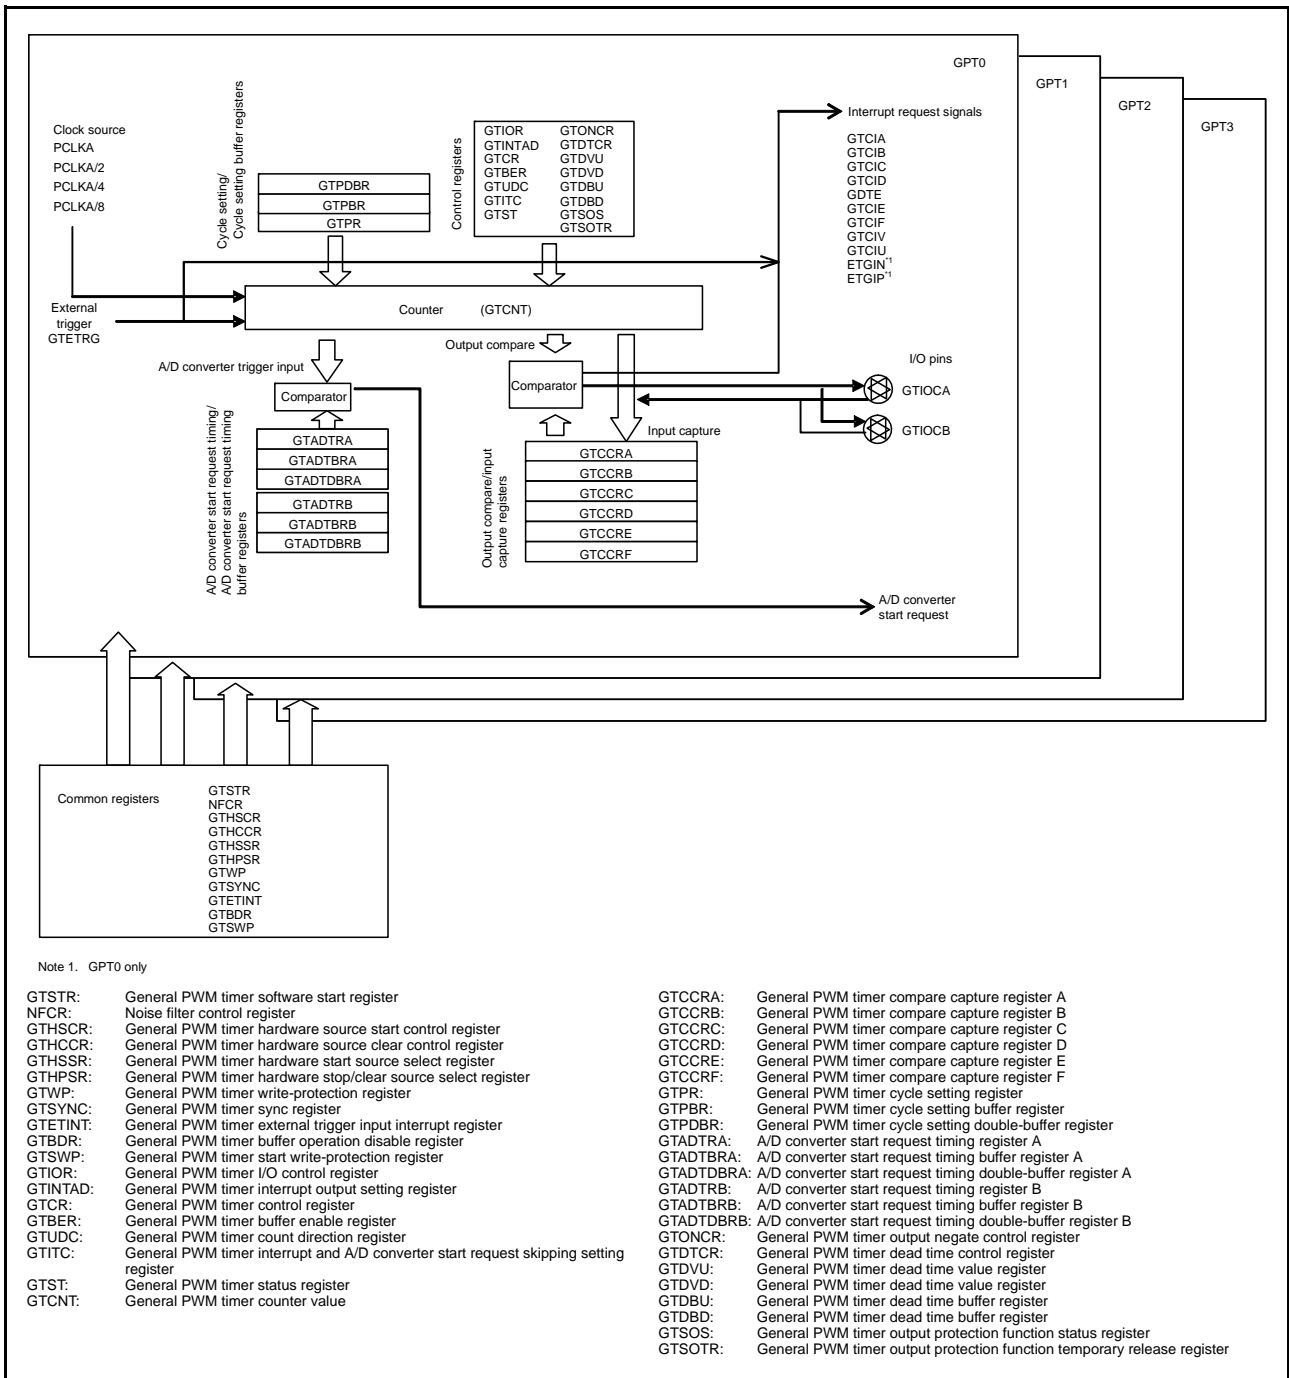 GPT0
GPT1
GPT2
GPT3
Clock source
PCLKA
PCLKA/2
PCLKA/4
PCLKA/8
Cycle setting/
Cycle setting buffer registers
GTPDBR
GTPBR
GTPR
Control registers
GTIOR GTONCR
GTINTAD GTDTCR
GTCR GTDVU
GTBER GTDVD
GTUDC GTDBU
GTITC GTDBD
GTST GTSOS
GTSOTR
Interrupt request signals
GTCIA
GTCIB
GTCIC
GTCID
GDTE
GTCIE
GTCIF
GTCIV
GTCIU
ETGIN*1
ETGIP*1
External
trigger
GTETRG
Counter (GTCNT)
A/D converter trigger input
Output compare
Comparator
Comparator
I/O pins
GTIOCA
GTIOCB
Input capture
A/D converter start request timing/
A/D converter start request timing
buffer registers
GTADTRA
GTADTBRA
GTADTDBRA
GTADTRB
GTADTBRB
GTADTDBRB
Output compare/input
capture registers
GTCCRA
GTCCRB
GTCCRC
GTCCRD
GTCCRE
GTCCRF
A/D converter
start request
Common registers
GTSTR
NFCR
GTHSCR
GTHCCR
GTHSSR
GTHPSR
GTWP
GTSYNC
GTETINT
GTBDR
GTSWP
Note 1. GPT0 only
GTSTR: General PWM timer software start register
NFCR: Noise filter control register
GTHSCR: General PWM timer hardware source start control register
GTHCCR: General PWM timer hardware source clear control register
GTHSSR: General PWM timer hardware start source select register
GTHPSR: General PWM timer hardware stop/clear source select register
GTWP: General PWM timer write-protection register
GTSYNC: General PWM timer sync register
GTETINT: General PWM timer external trigger input interrupt register
GTBDR: General PWM timer buffer operation disable register
GTSWP: General PWM timer start write-protection register
GTIOR: General PWM timer I/O control register
GTINTAD: General PWM timer interrupt output setting register
GTCR: General PWM timer control register
GTBER: General PWM timer buffer enable register
GTUDC: General PWM timer count direction register
GTITC: General PWM timer interrupt and A/D converter start request skipping setting
register
GTST: General PWM timer status register
GTCNT: General PWM timer counter value
GTCCRA: General PWM timer compare capture register A
GTCCRB: General PWM timer compare capture register B
GTCCRC: General PWM timer compare capture register C
GTCCRD: General PWM timer compare capture register D
GTCCRE: General PWM timer compare capture register E
GTCCRF: General PWM timer compare capture register F
GTPR: General PWM timer cycle setting register
GTPBR: General PWM timer cycle setting buffer register
GTPDBR: General PWM timer cycle setting double-buffer register
GTADTRA: A/D converter start request timing register A
GTADTBRA: A/D converter start request timing buffer register A
GTADTDBRA: A/D converter start request timing double-buffer register A
GTADTRB: A/D converter start request timing register B
GTADTBRB: A/D converter start request timing buffer register B
GTADTDBRB: A/D converter start request timing double-buffer register B
GTONCR: General PWM timer output negate control register
GTDTCR: General PWM timer dead time control register
GTDVU: General PWM timer dead time value register
GTDVD: General PWM timer dead time value register
GTDBU: General PWM timer dead time buffer register
GTDBD: General PWM timer dead time buffer register
GTSOS: General PWM timer output protection function status register
GTSOTR: General PWM timer output protection function temporary release register